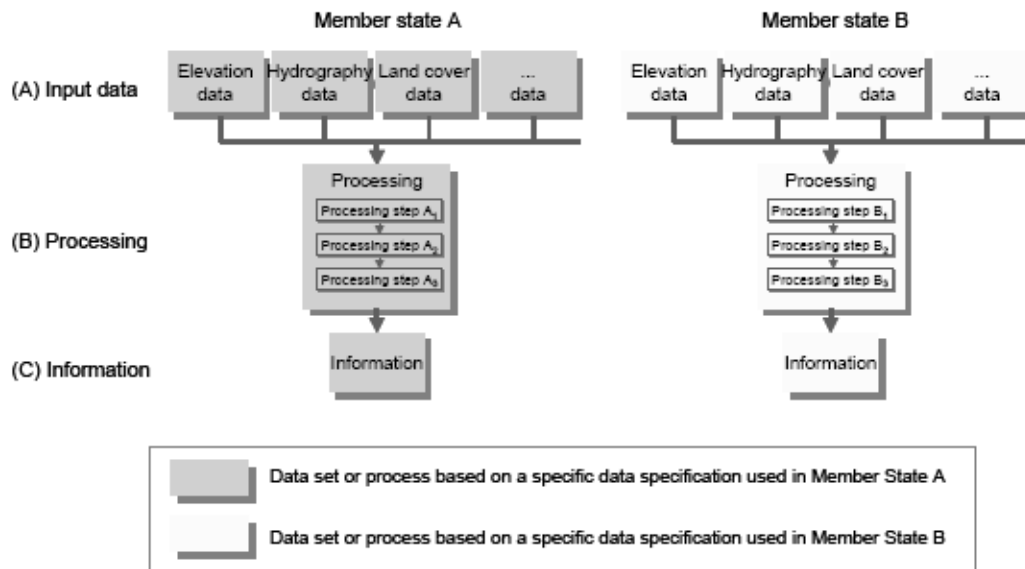 Member state A
Member state B
(A) Input data
Elevation
data
Hydrography
data
Land cover
data
...
data
Elevation
data
Hydrography
data
Land cover
data
...
data
(B) Processing
Processing
Processing step A₁
Processing step A₂
Processing step A₃
Processing
Processing step B₁
Processing step B₂
Processing step B₃
(C) Information
Information
Information
Data set or process based on a specific data specification used in Member State A
Data set or process based on a specific data specification used in Member State B